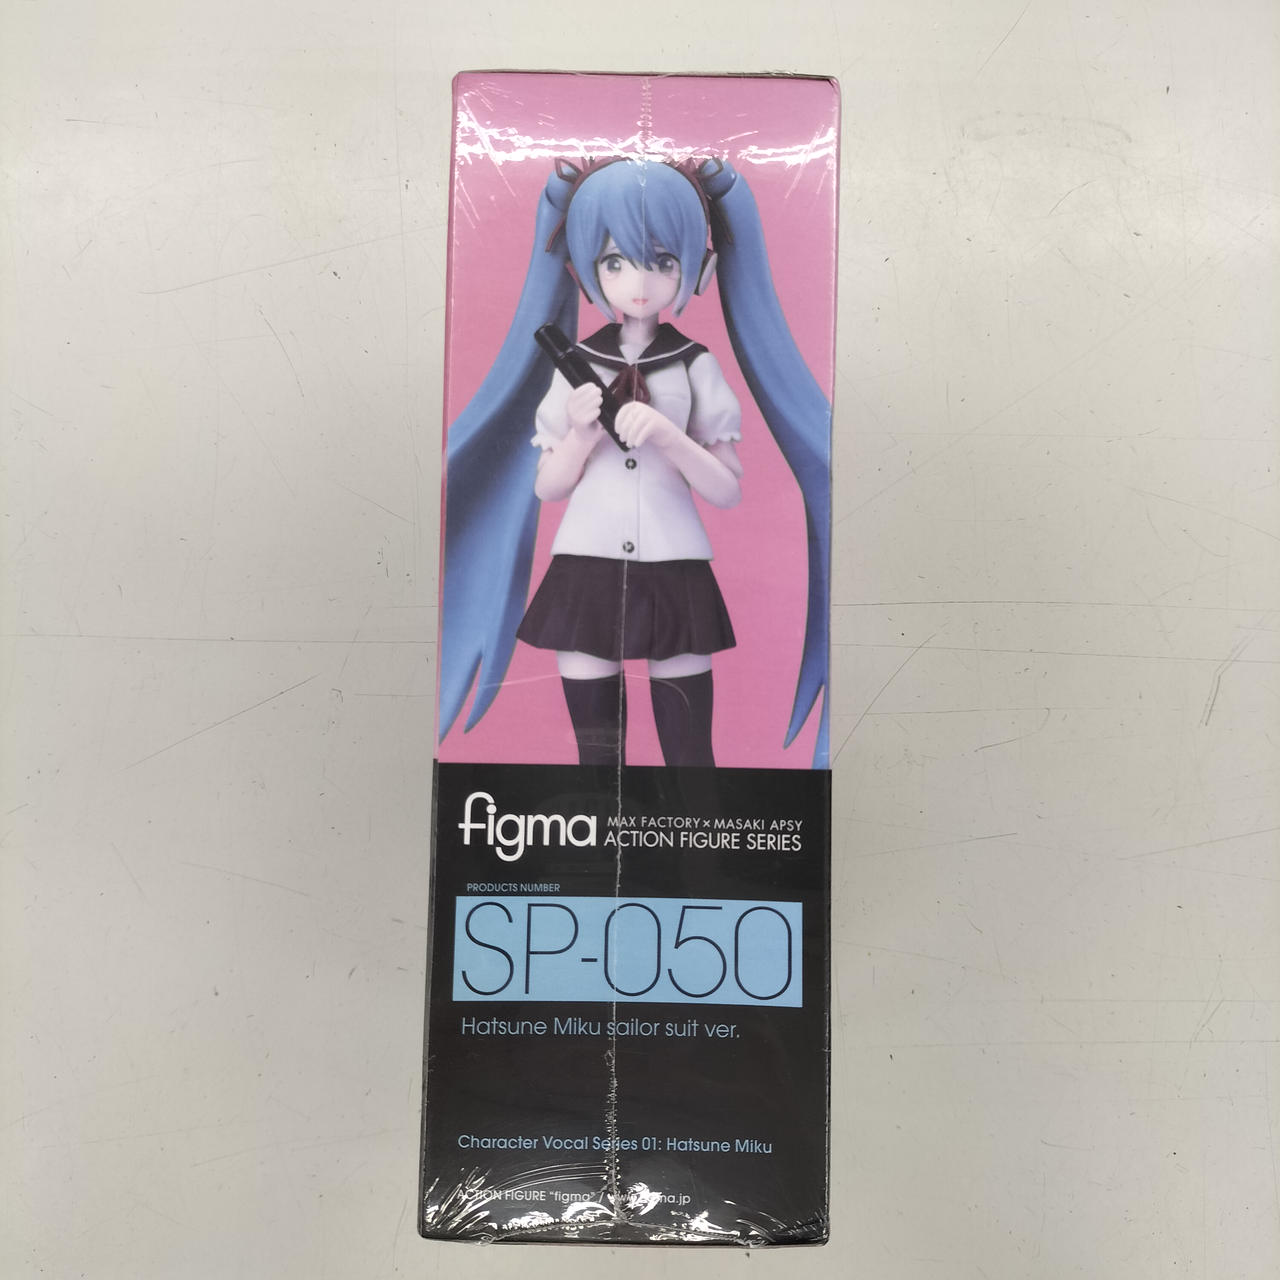 figma MAX FACTORY×MASAKI APSY
ACTION FIGURE SERIES
PRODUCTS NUMBER
SP-050
Hatsune Miku sailor suit ver.
Character Vocal Series 01: Hatsune Miku
ACTION FIGURE "figma" /